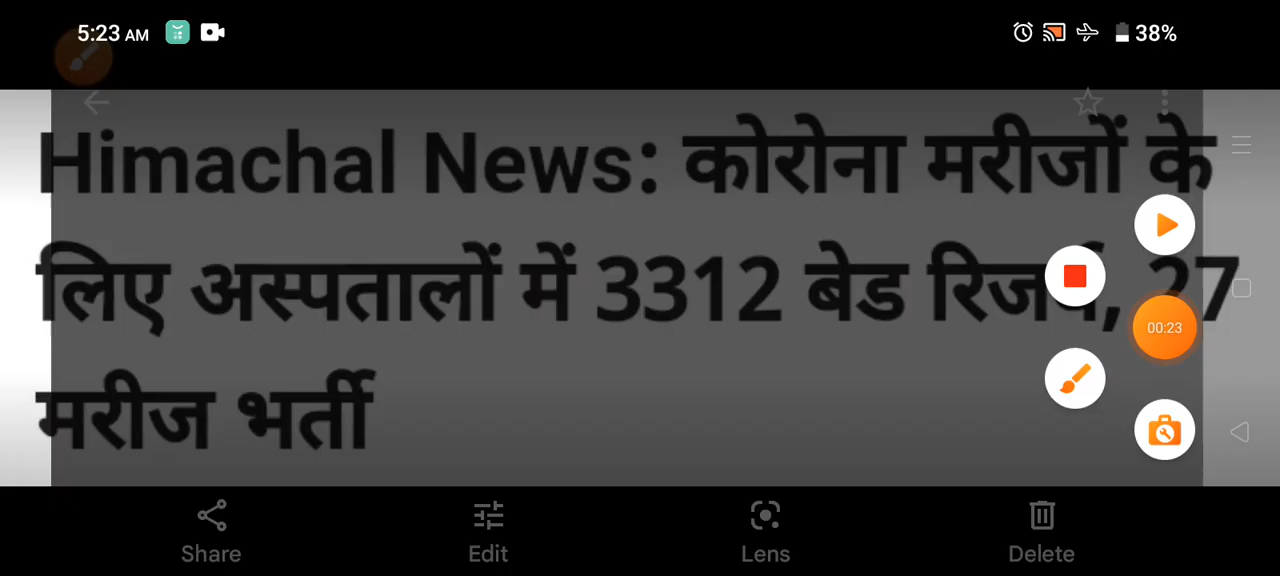 5:23 AM 38%
Himachal News: कोरोना मरीजों के
लिए अस्पतालों में 3312 बेड रिजर्व, 27
मरीज भर्ती
00:23
Share Edit Lens Delete